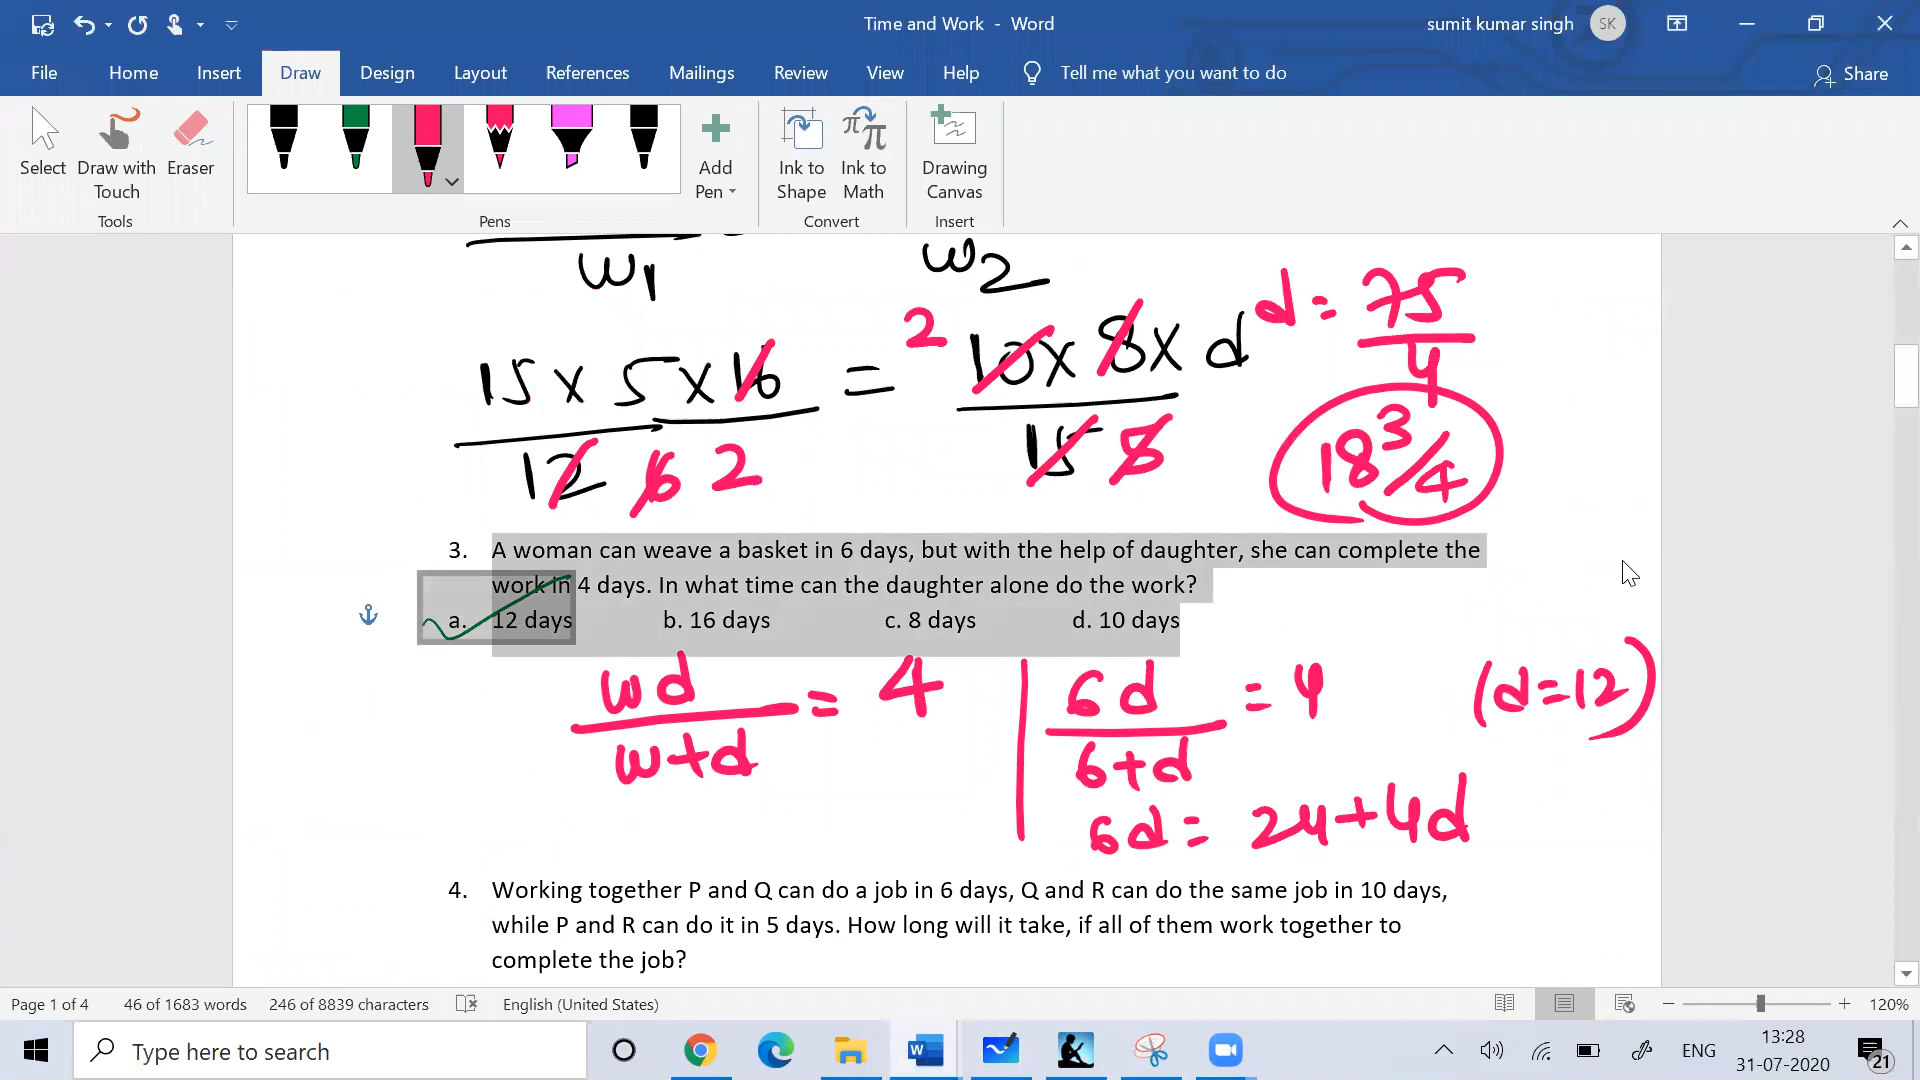 Time and Work - Word
sumit kumar singh
SK
File Home Insert Draw Design Layout References Mailings Review View Help Tell me what you want to do
Share
Select
Draw with Touch
Eraser
Add Pen
Ink to Shape
Ink to Math
Drawing Canvas
Tools
Pens
Convert
Insert
w1
w2
15 x 5 x 16 = 2 10 x 8 x d
12 6 2
15 8
d = 75
4
18 3/4
3. A woman can weave a basket in 6 days, but with the help of daughter, she can complete the
work in 4 days. In what time can the daughter alone do the work?
a. 12 days b. 16 days c. 8 days d. 10 days
wd = 4
w+d
6d = 4
6+d
6d = 24+4d
(d=12)
4. Working together P and Q can do a job in 6 days, Q and R can do the same job in 10 days,
while P and R can do it in 5 days. How long will it take, if all of them work together to
complete the job?
Page 1 of 4 46 of 1683 words 246 of 8839 characters English (United States)
120%
Type here to search
ENG
13:28
31-07-2020
21